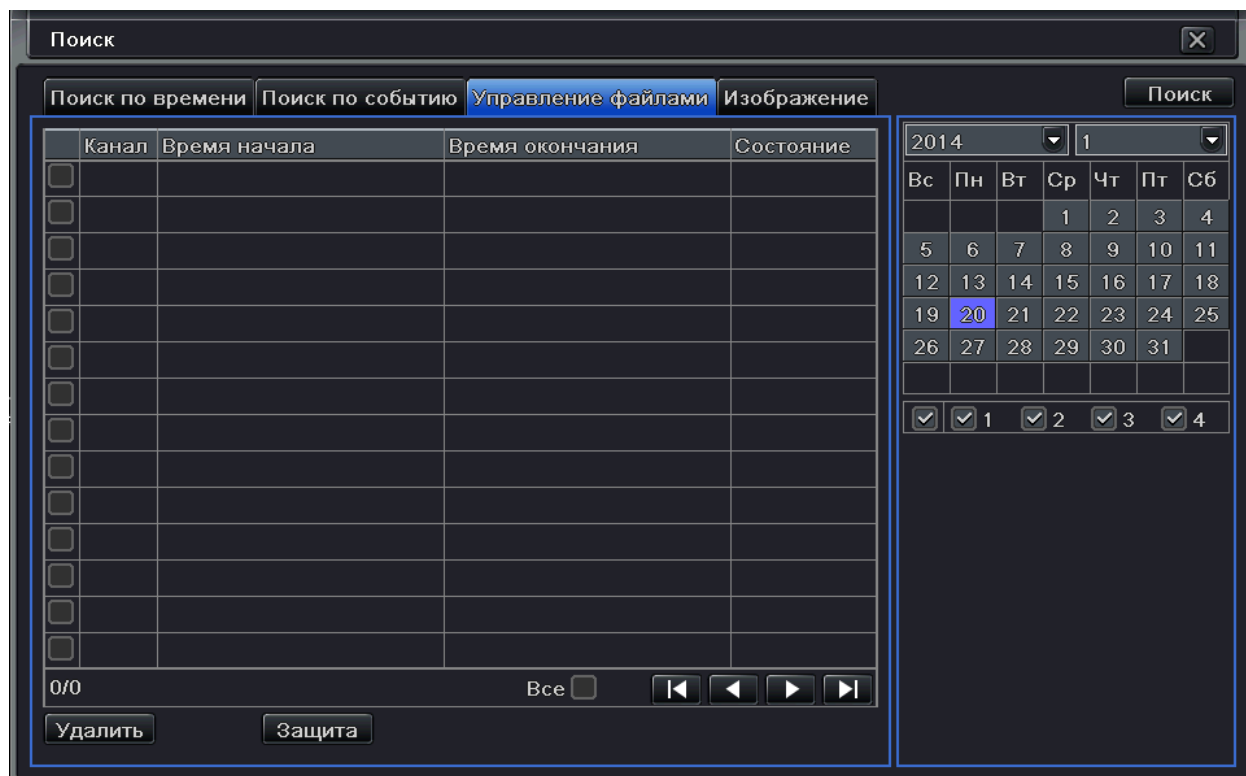 Поиск
Поиск по времени Поиск по событию Управление файлами Изображение Поиск
Канал Время начала Время окончания Состояние
2014 1
Вс Пн Вт Ср Чт Пт Сб
1 2 3 4
5 6 7 8 9 10 11
12 13 14 15 16 17 18
19 20 21 22 23 24 25
26 27 28 29 30 31
1 2 3 4
0/0 Все
Удалить Защита